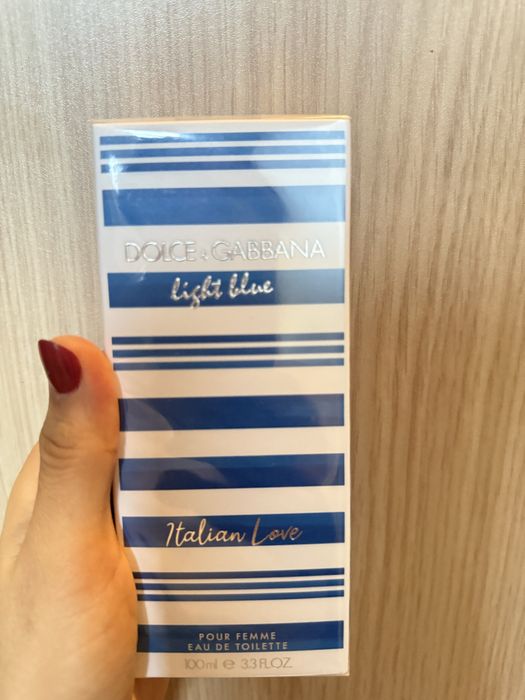 DOLCE & GABBANA
light blue
Italian Love
POUR FEMME
EAU DE TOILETTE
100ml e 3.3 FL.OZ.